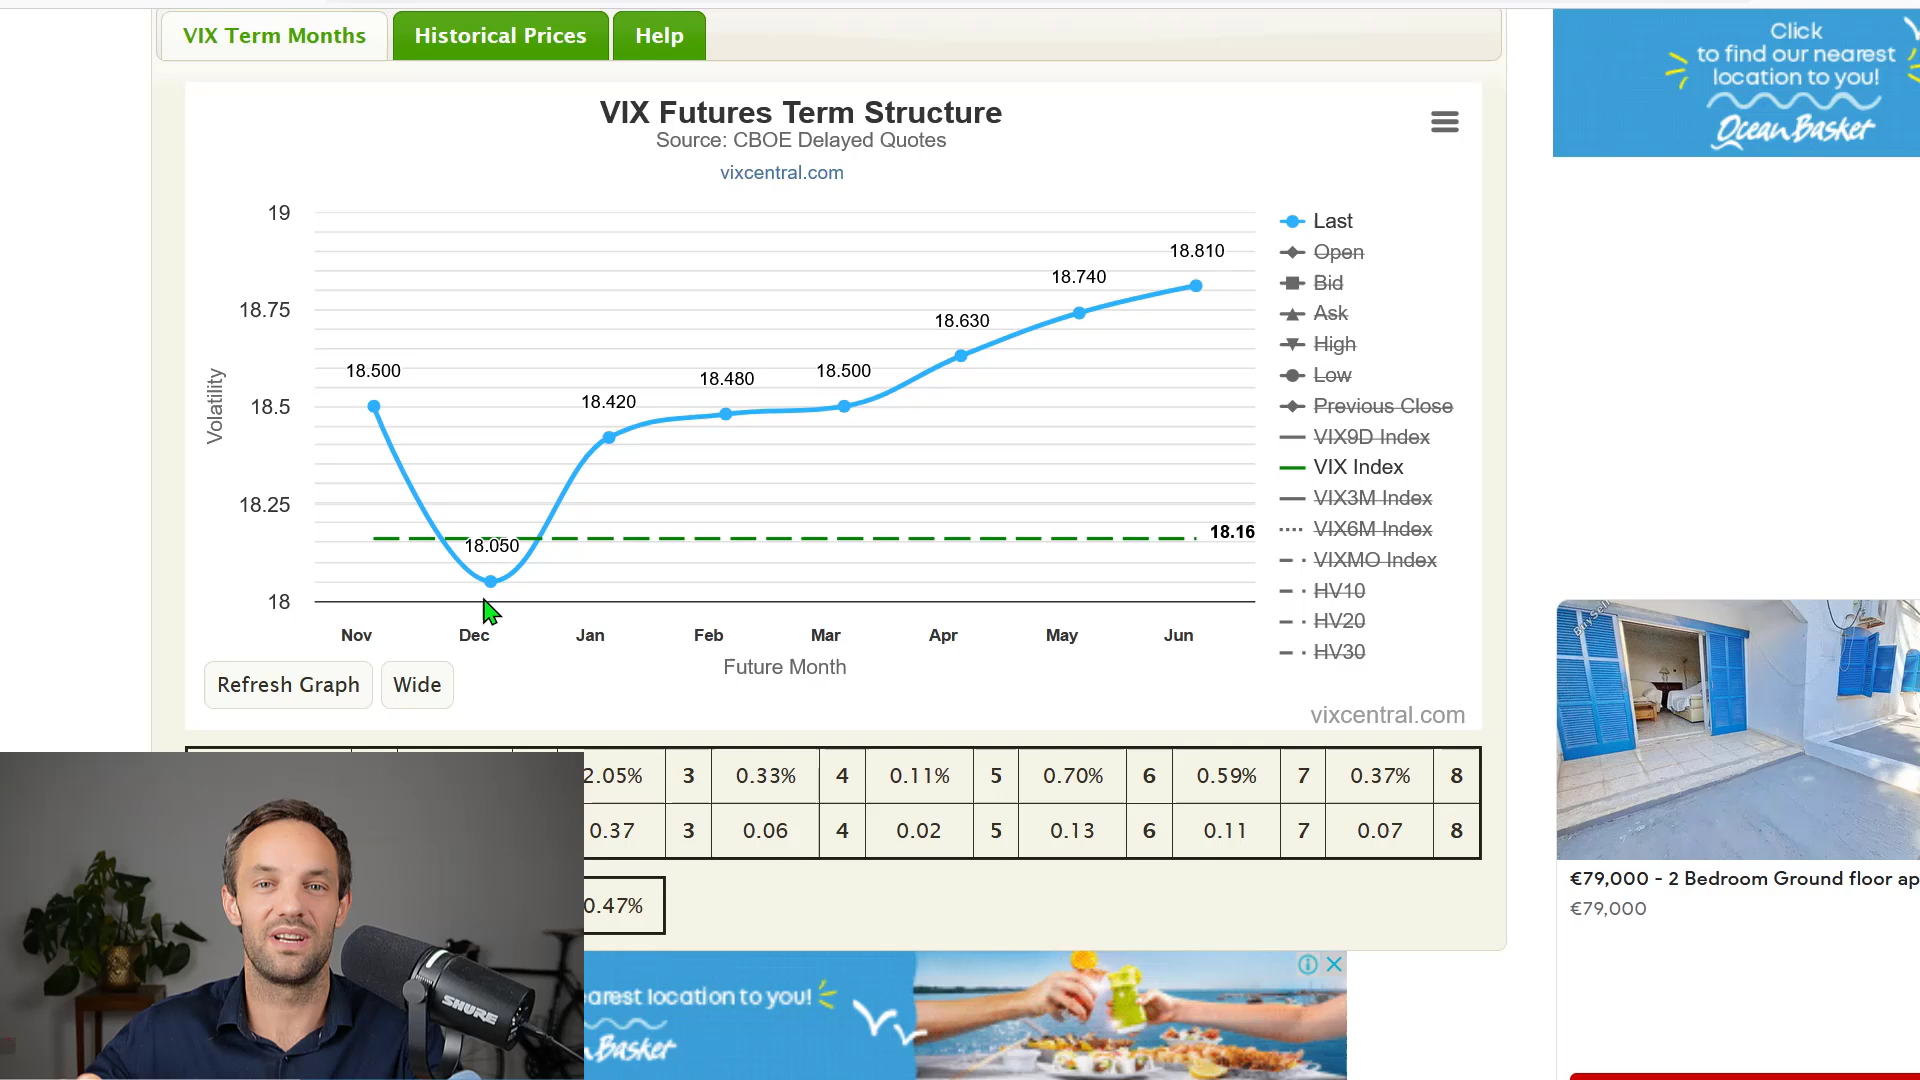 VIX Term Months
Historical Prices
Help
Click
to find our nearest
location to you!
Ocean Basket
VIX Futures Term Structure
Source: CBOE Delayed Quotes
vixcentral.com
19
18.75
18.5
18.25
18
Volatility
18.500
18.050
18.420
18.480
18.500
18.630
18.740
18.810
18.16
Nov
Dec
Jan
Feb
Mar
Apr
May
Jun
Future Month
Last
Open
Bid
Ask
High
Low
Previous Close
VIX9D Index
VIX Index
VIX3M Index
VIX6M Index
VIXMO Index
HV10
HV20
HV30
Refresh Graph
Wide
vixcentral.com
2.05% 3 0.33% 4 0.11% 5 0.70% 6 0.59% 7 0.37% 8
0.37 3 0.06 4 0.02 5 0.13 6 0.11 7 0.07 8
0.47%
SHURE
arest location to you!
Basket
€79,000 - 2 Bedroom Ground floor ap
€79,000